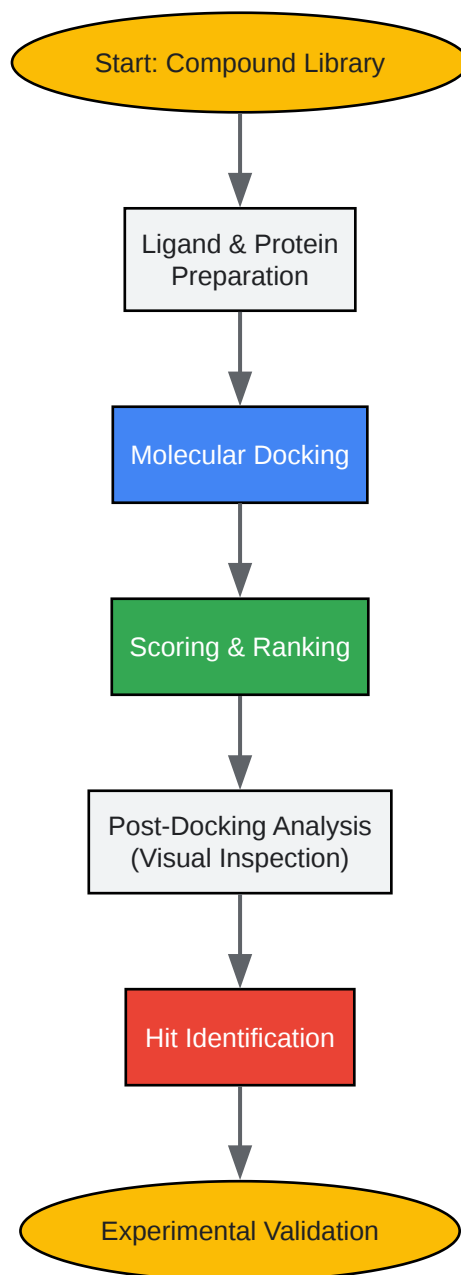 Start: Compound Library
Ligand & Protein
Preparation
Molecular Docking
Scoring & Ranking
Post-Docking Analysis
(Visual Inspection)
Hit Identification
Experimental Validation